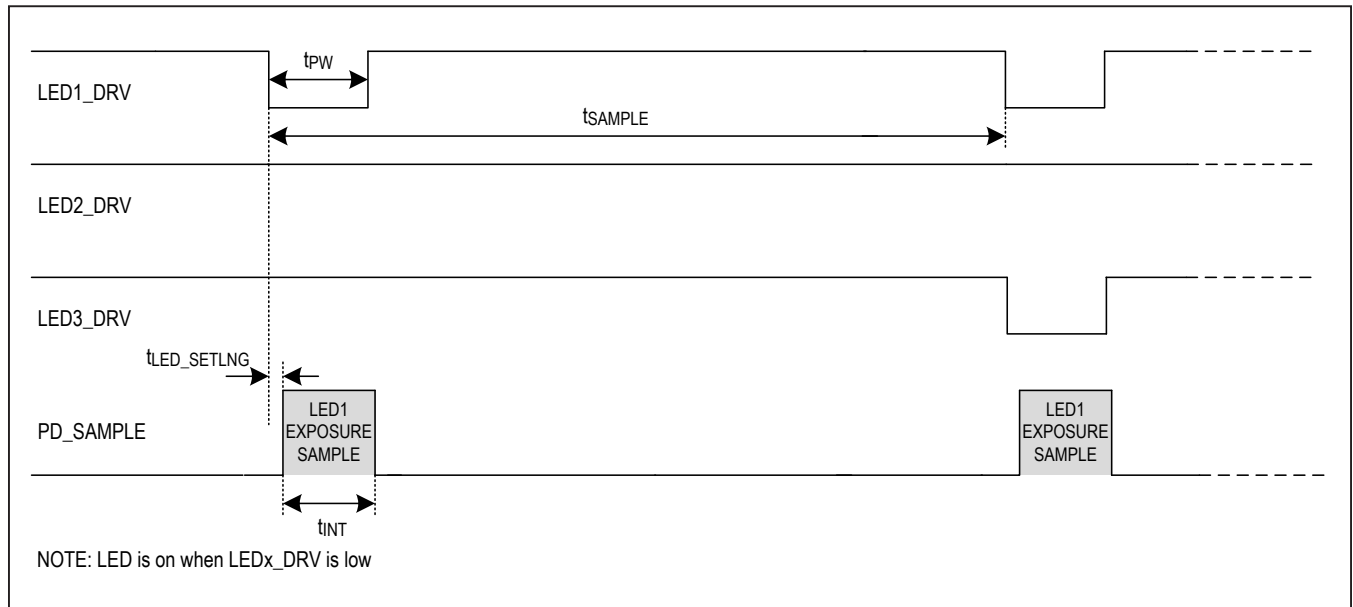 tPW
LED1_DRV
tSAMPLE
LED2_DRV
LED3_DRV
tLED_SETLNG
PD_SAMPLE
LED1
EXPOSURE
SAMPLE
LED1
EXPOSURE
SAMPLE
tINT
NOTE: LED is on when LEDx_DRV is low